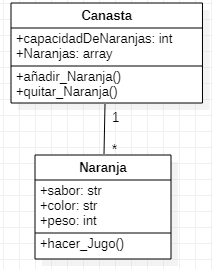 Canasta
+capacidadDeNaranjas: int
+Naranjas: array
+añadir_Naranja()
+quitar_Naranja()
1
*
Naranja
+sabor: str
+color: str
+peso: int
+hacer_Jugo()